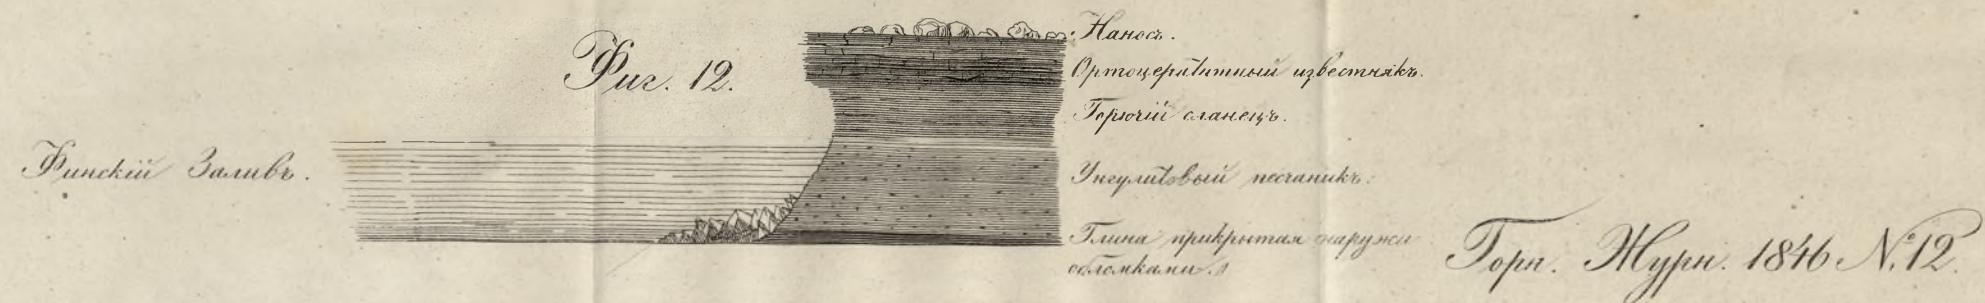 Фиг. 12.
Наносъ.
Ортоцератитный известнякъ.
Горючій сланецъ.
Финскій Заливъ.
Унгулитовый песчаникъ.
Глина прикрытая снаружи
обломками.
Горн. Журн. 1846 № 12.